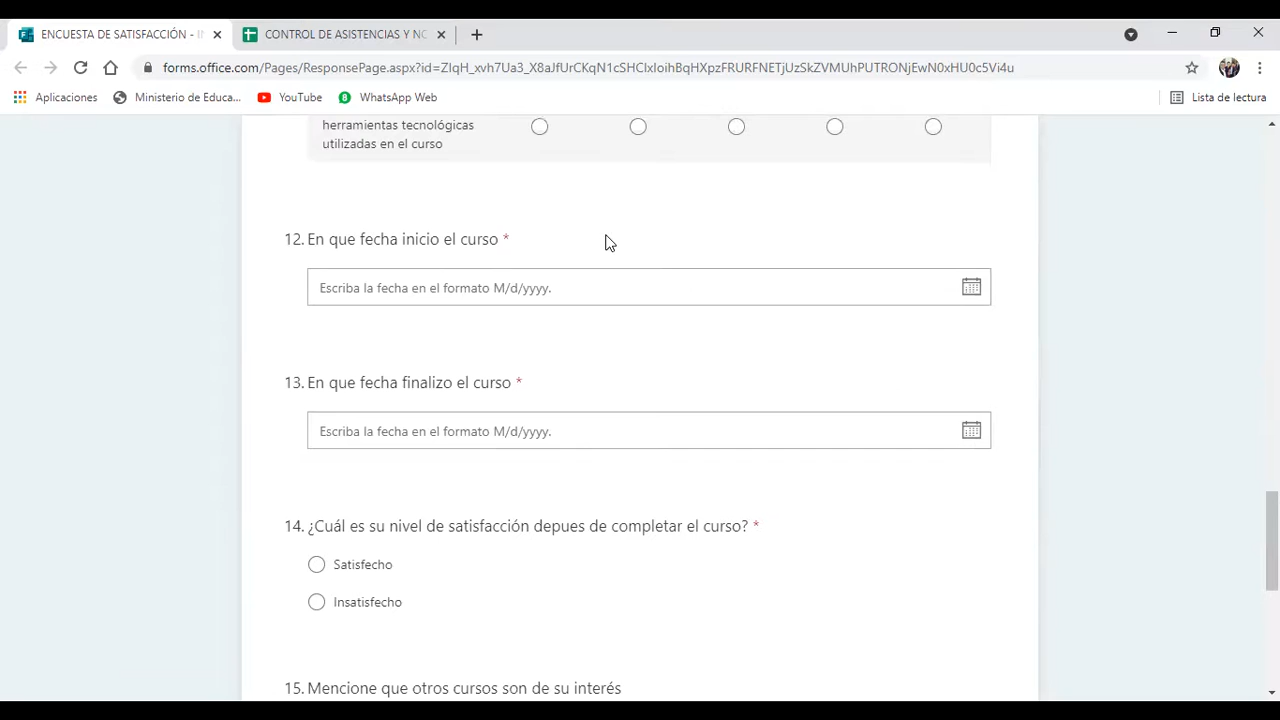 ENCUESTA DE SATISFACCIÓN - I
CONTROL DE ASISTENCIAS Y NC
forms.office.com/Pages/ResponsePage.aspx?id=ZIqH_xvh7Ua3_X8aJfUrCKqN1cSHClxIoihBqHXpzFRURFNETjUzSkZVMUhPUTRONjEwN0xHU0c5Vi4u
Aplicaciones
Ministerio de Educa...
YouTube
WhatsApp Web
Lista de lectura
herramientas tecnológicas
utilizadas en el curso
12. En que fecha inicio el curso *
Escriba la fecha en el formato M/d/yyyy.
13. En que fecha finalizo el curso *
Escriba la fecha en el formato M/d/yyyy.
14. ¿Cuál es su nivel de satisfacción depues de completar el curso? *
Satisfecho
Insatisfecho
15. Mencione que otros cursos son de su interés